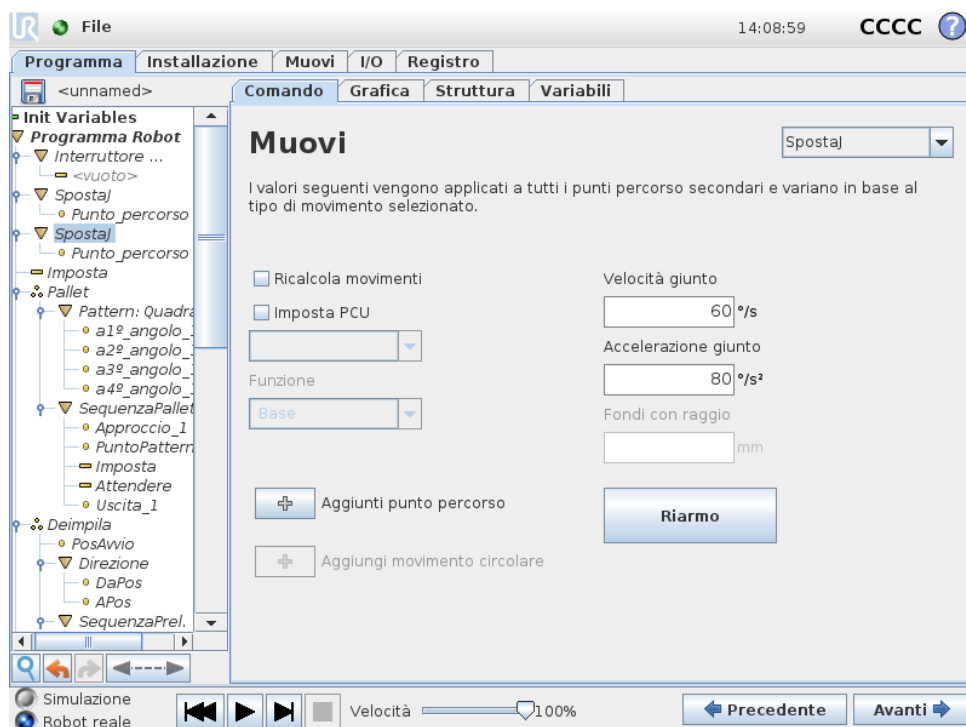 UR File 14:08:59 CCCC ?
Programma Installazione Muovi I/O Registro
<unnamed>
Comando Grafica Struttura Variabili
Init Variables
Programma Robot
Interruttore ...
<vuoto>
SpostaJ
Punto_percorso
SpostaJ
Punto_percorso
Imposta
Pallet
Pattern: Quadra
a1º_angolo_
a2º_angolo_
a3º_angolo_
a4º_angolo_
SequenzaPallet
Approccio_1
PuntoPattern
Imposta
Attendere
Uscita_1
Deimpila
PosAvvio
Direzione
DaPos
APos
SequenzaPrel.
Muovi
SpostaJ
I valori seguenti vengono applicati a tutti i punti percorso secondari e variano in base al
tipo di movimento selezionato.
Ricalcola movimenti
Imposta PCU
Funzione
Base
Velocità giunto
60 °/s
Accelerazione giunto
80 °/s²
Fondi con raggio
mm
Aggiunti punto percorso
Riarmo
Aggiungi movimento circolare
Simulazione
Robot reale
Velocità 100%
Precedente
Avanti